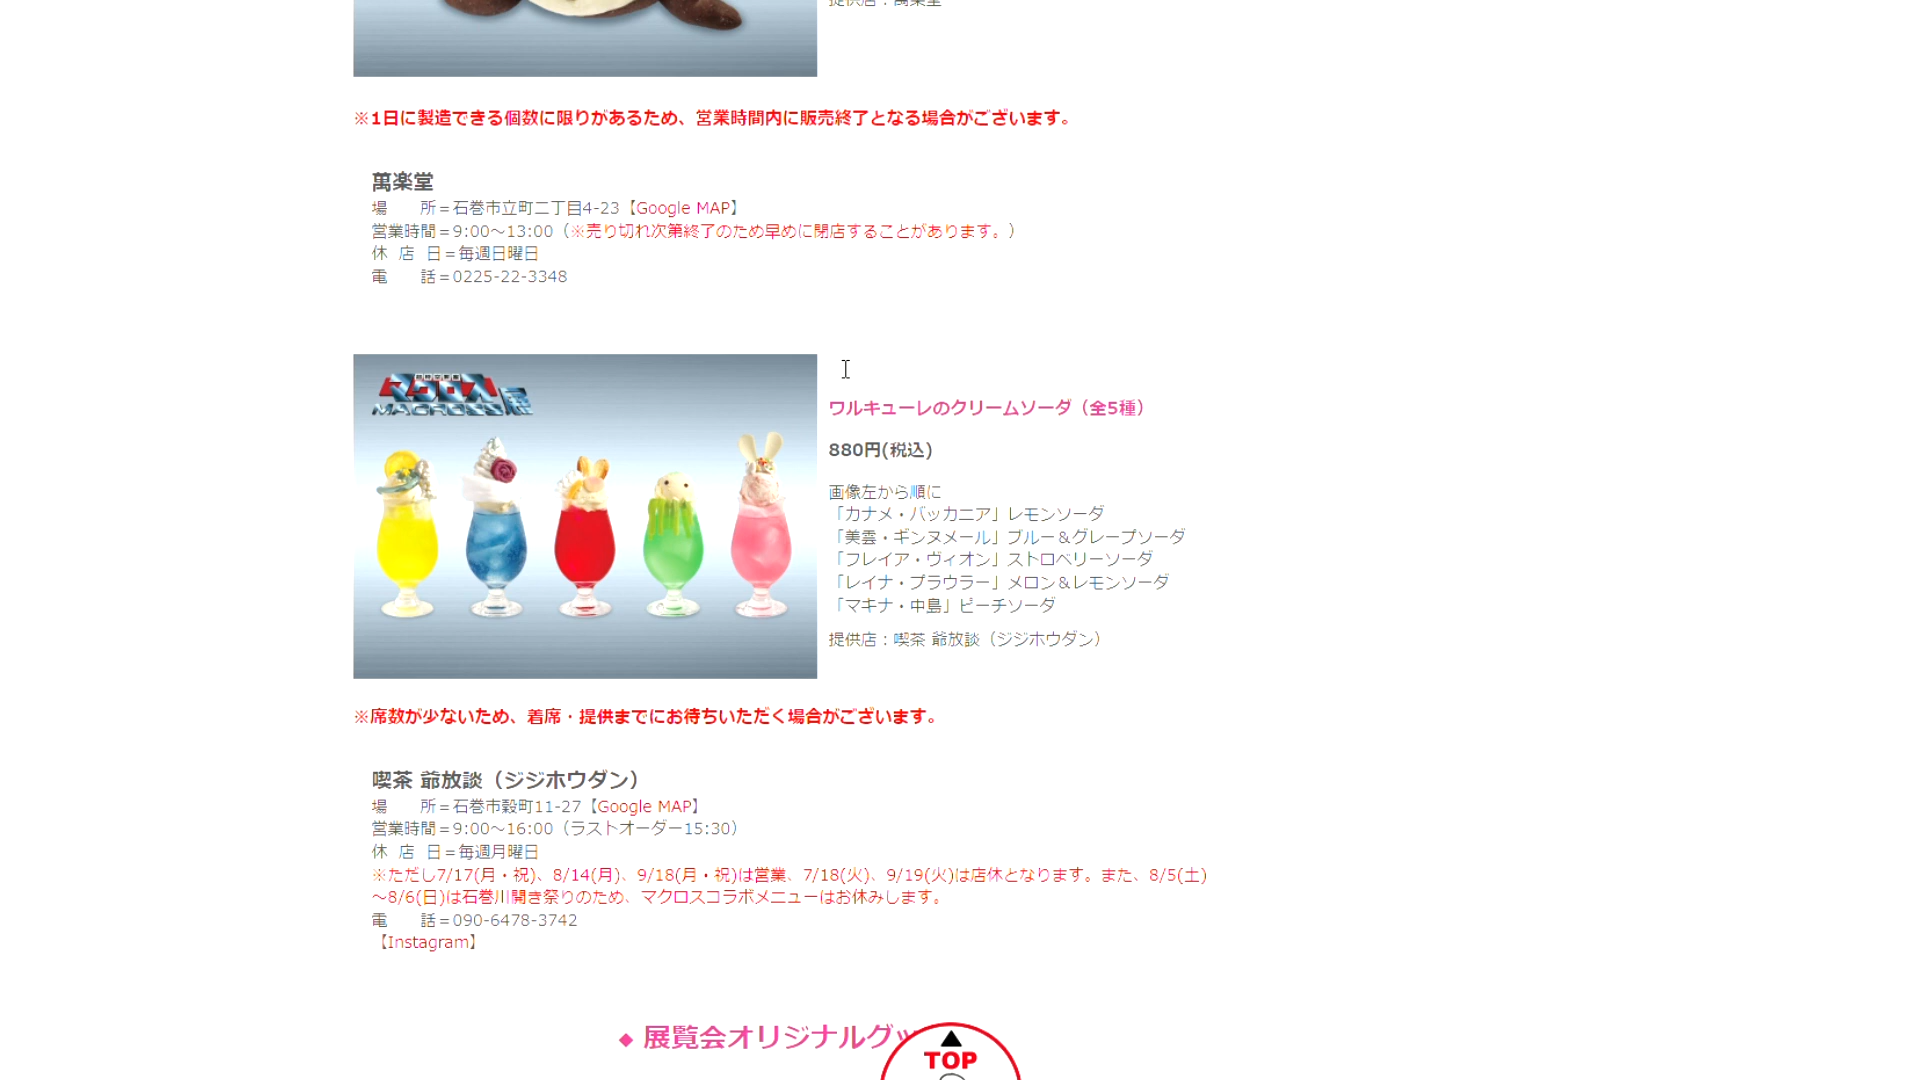 提供店：萬楽堂
※1日に製造できる個数に限りがあるため、営業時間内に販売終了となる場合がございます。
萬楽堂
場　　所＝石巻市立町二丁目4-23【Google MAP】
営業時間＝9:00～13:00（※売り切れ次第終了のため早めに閉店することがあります。）
休 店 日＝毎週日曜日
電　　話＝0225-22-3348
マクロス展
MACROSS
ワルキューレのクリームソーダ（全5種）
880円(税込)
画像左から順に
「カナメ・バッカニア」レモンソーダ
「美雲・ギンヌメール」ブルー＆グレープソーダ
「フレイア・ヴィオン」ストロベリーソーダ
「レイナ・プラウラー」メロン＆レモンソーダ
「マキナ・中島」ピーチソーダ
提供店：喫茶 爺放談（ジジホウダン）
※席数が少ないため、着席・提供までにお待ちいただく場合がございます。
喫茶 爺放談（ジジホウダン）
場　　所＝石巻市穀町11-27【Google MAP】
営業時間＝9:00～16:00（ラストオーダー15:30）
休 店 日＝毎週月曜日
※ただし7/17(月・祝)、8/14(月)、9/18(月・祝)は営業、7/18(火)、9/19(火)は店休となります。また、8/5(土)
～8/6(日)は石巻川開き祭りのため、マクロスコラボメニューはお休みします。
電　　話＝090-6478-3742
【Instagram】
◆ 展覧会オリジナルグッ
▲
TOP